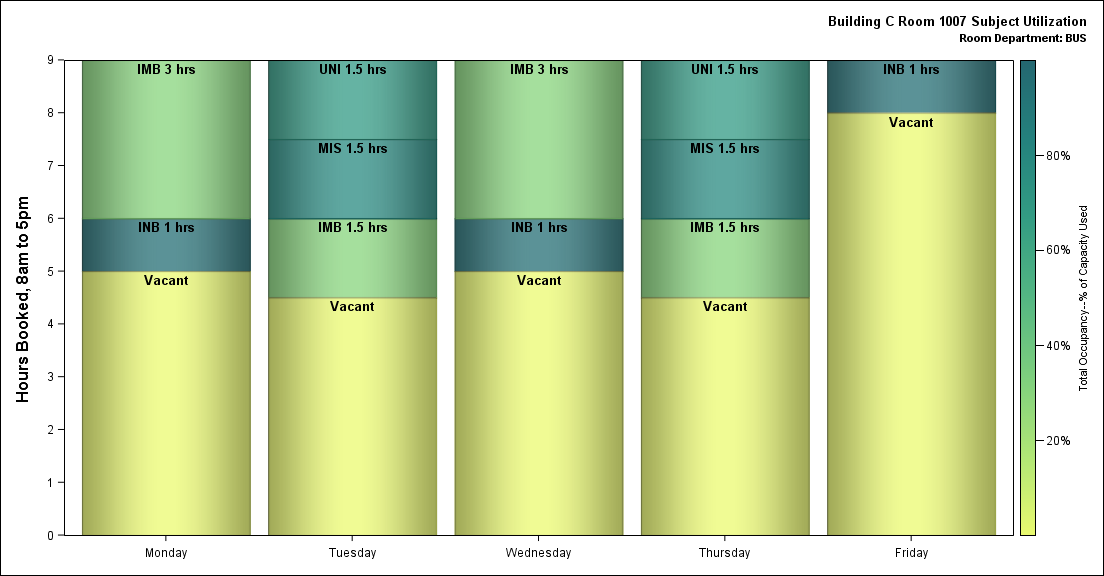 Building C Room 1007 Subject Utilization
Room Department: BUS
Hours Booked, 8am to 5pm
9
8
7
6
5
4
3
2
1
0
IMB 3 hrs
INB 1 hrs
Vacant
UNI 1.5 hrs
MIS 1.5 hrs
IMB 1.5 hrs
Vacant
IMB 3 hrs
INB 1 hrs
Vacant
UNI 1.5 hrs
MIS 1.5 hrs
IMB 1.5 hrs
Vacant
INB 1 hrs
Vacant
Monday
Tuesday
Wednesday
Thursday
Friday
80%
60%
40%
20%
Total Occupancy--% of Capacity Used